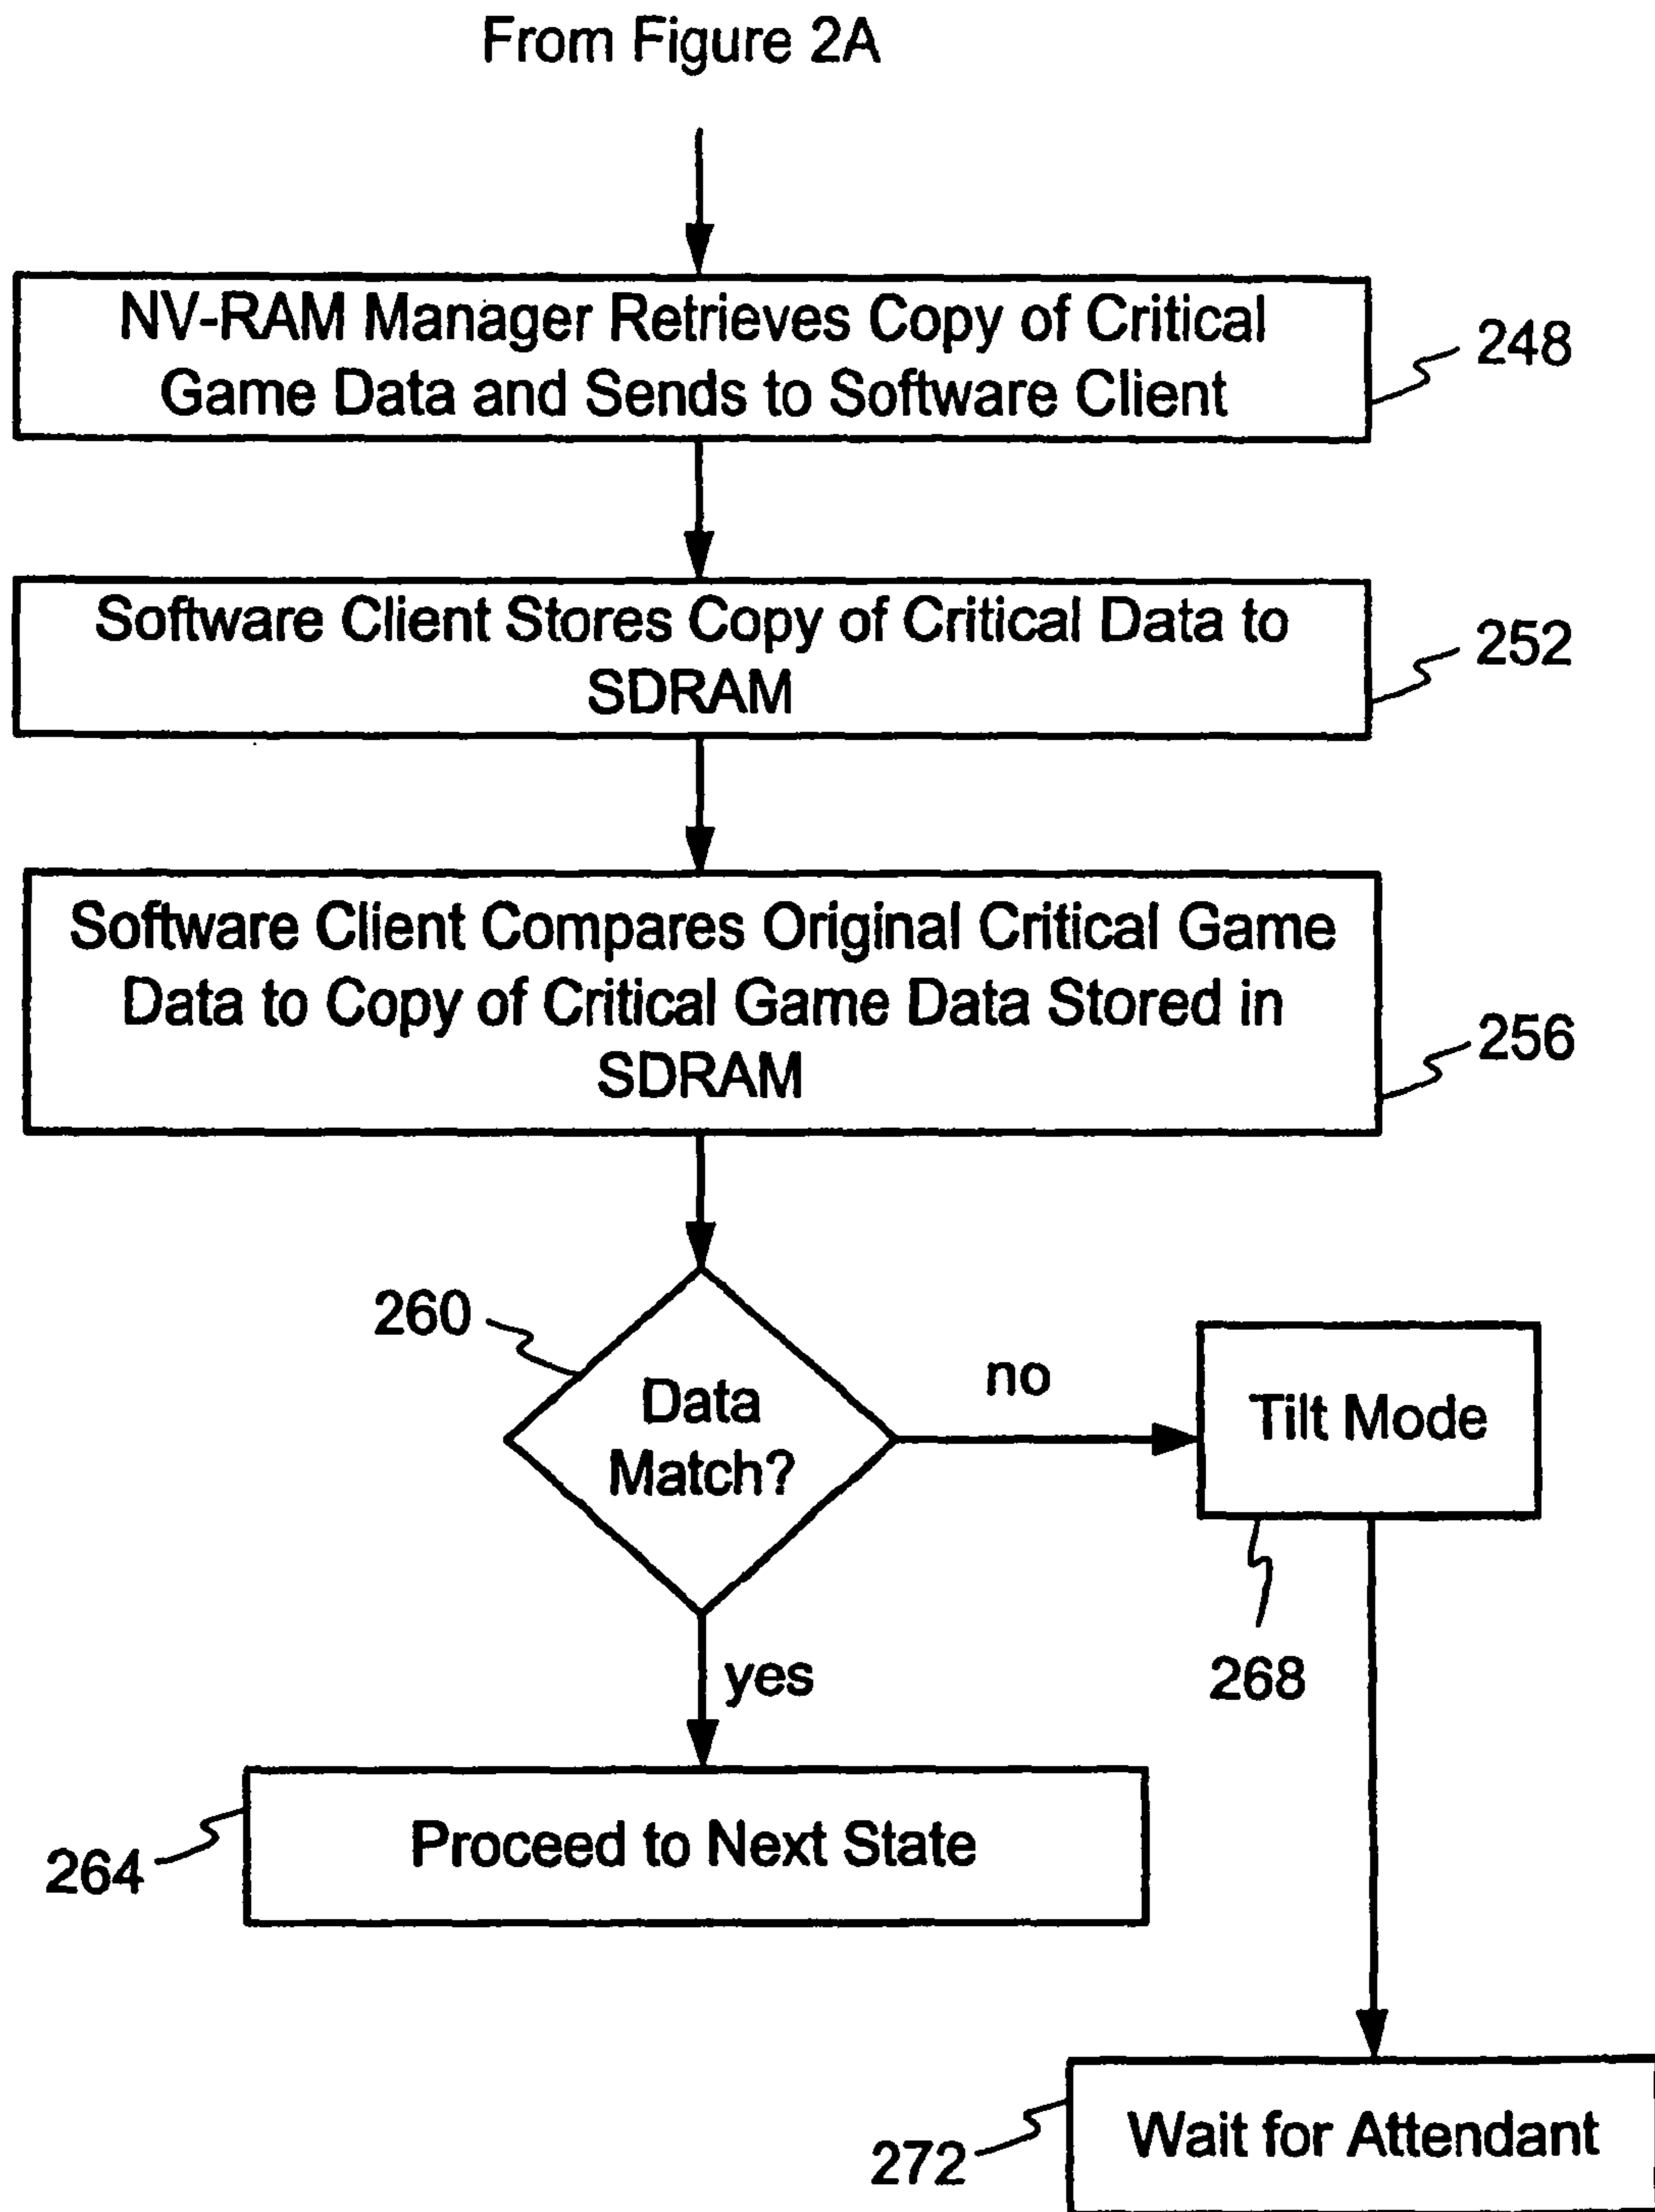 From Figure 2A
NV-RAM Manager Retrieves Copy of Critical
Game Data and Sends to Software Client
248
Software Client Stores Copy of Critical Data to
SDRAM
252
Software Client Compares Original Critical Game
Data to Copy of Critical Game Data Stored in
SDRAM
256
260
Data
Match?
no
Tilt Mode
268
yes
Proceed to Next State
264
Wait for Attendant
272